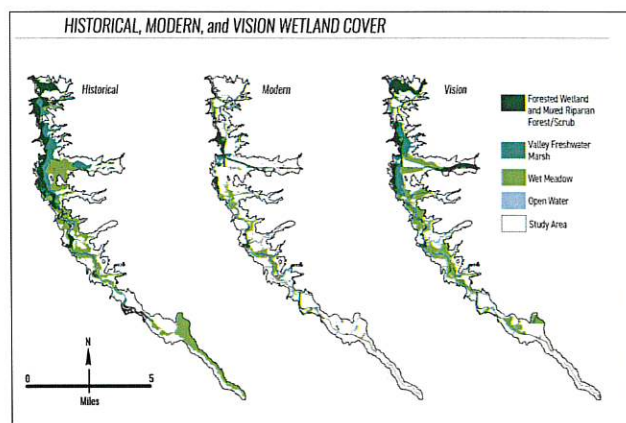 HISTORICAL, MODERN, and VISION WETLAND COVER
Historical
Modern
Vision
Forested Wetland
and Mixed Riparian
Forest/Scrub
Valley Freshwater
Marsh
Wet Meadow
Open Water
Study Area
N
0 5
Miles